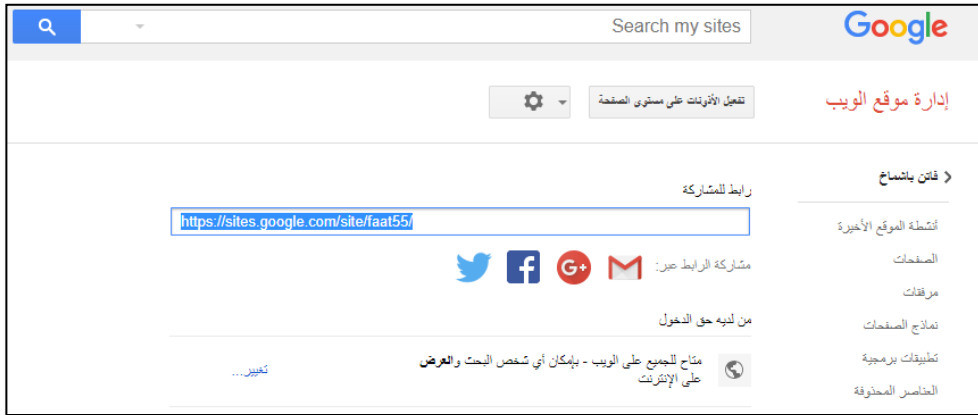 Google
Search my sites
إدارة موقع الويب
تفعيل الأذونات على مستوى الصفحة
فاتن باشماخ
أنشطة الموقع الأخيرة
الصفحات
مرفقات
نماذج الصفحات
تطبيقات برمجية
العناصر المحذوفة
رابط للمشاركة
https://sites.google.com/site/faat55/
مشاركة الرابط عبر:
من لديه حق الدخول
متاح للجميع على الويب - بإمكان أي شخص البحث والعرض
على الإنترنت
تغيير...